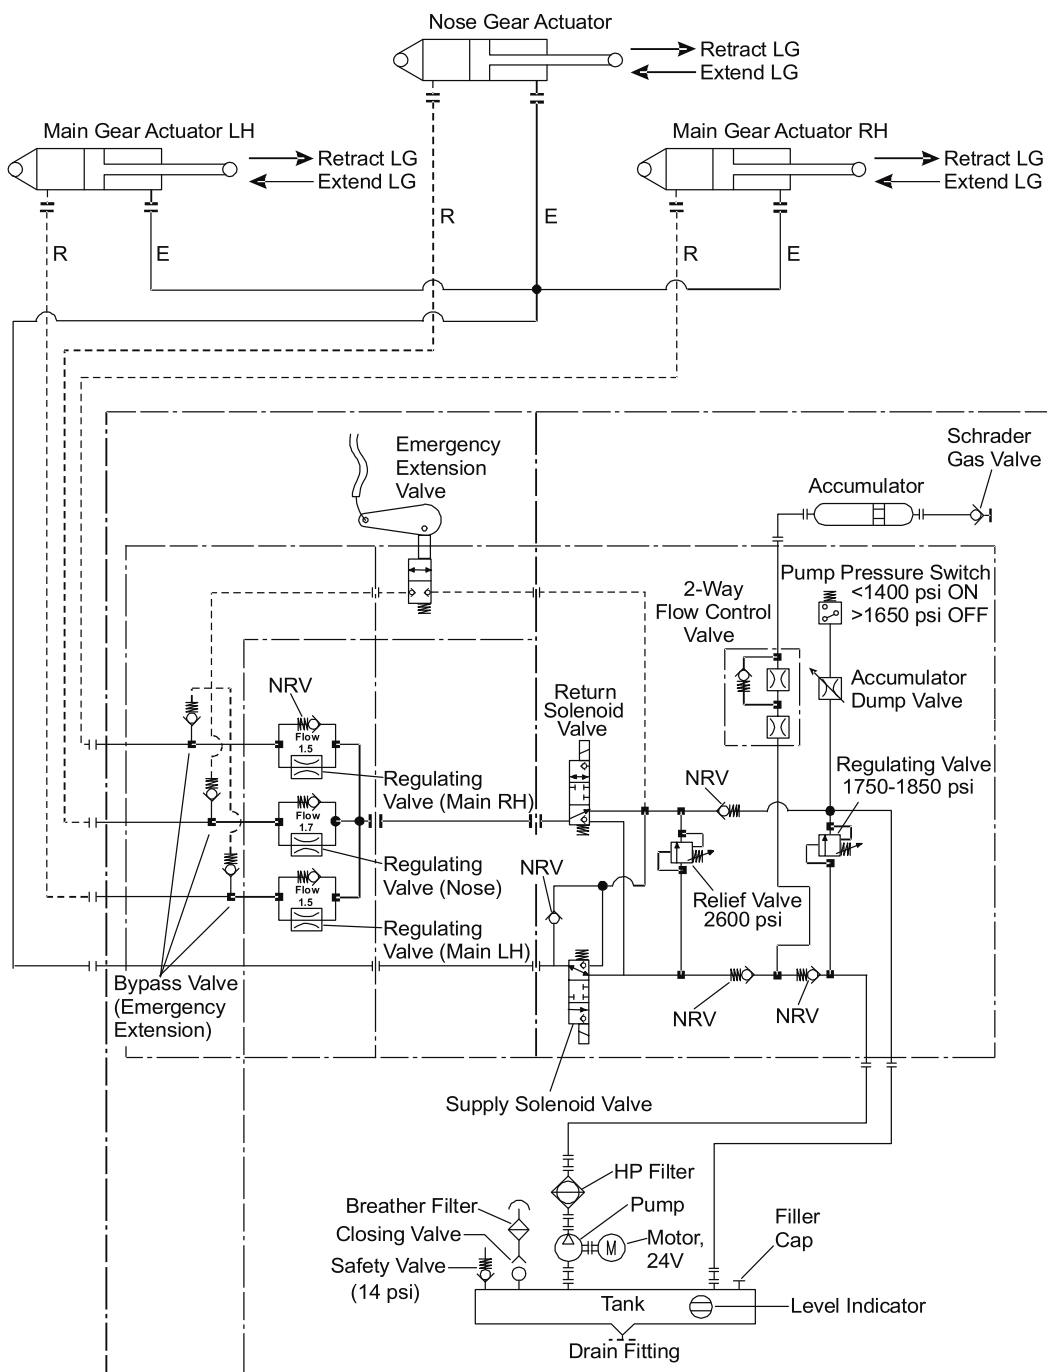 Nose Gear Actuator
Retract LG
Extend LG
Main Gear Actuator LH
Retract LG
Extend LG
Main Gear Actuator RH
Retract LG
Extend LG
R
E
R
E
R
E
Emergency
Extension
Valve
Schrader
Gas Valve
Accumulator
Pump Pressure Switch
<1400 psi ON
>1650 psi OFF
2-Way
Flow Control
Valve
Accumulator
Dump Valve
NRV
Flow
1.5
Regulating
Valve (Main RH)
Return
Solenoid
Valve
NRV
Regulating Valve
1750-1850 psi
Flow
1.7
Regulating
Valve (Nose)
NRV
Relief Valve
2600 psi
Flow
1.5
Regulating
Valve (Main LH)
Bypass Valve
(Emergency
Extension)
NRV
NRV
Supply Solenoid Valve
HP Filter
Breather Filter
Pump
Closing Valve
Motor,
24V
M
Filler
Cap
Safety Valve
(14 psi)
Tank
Level Indicator
Drain Fitting